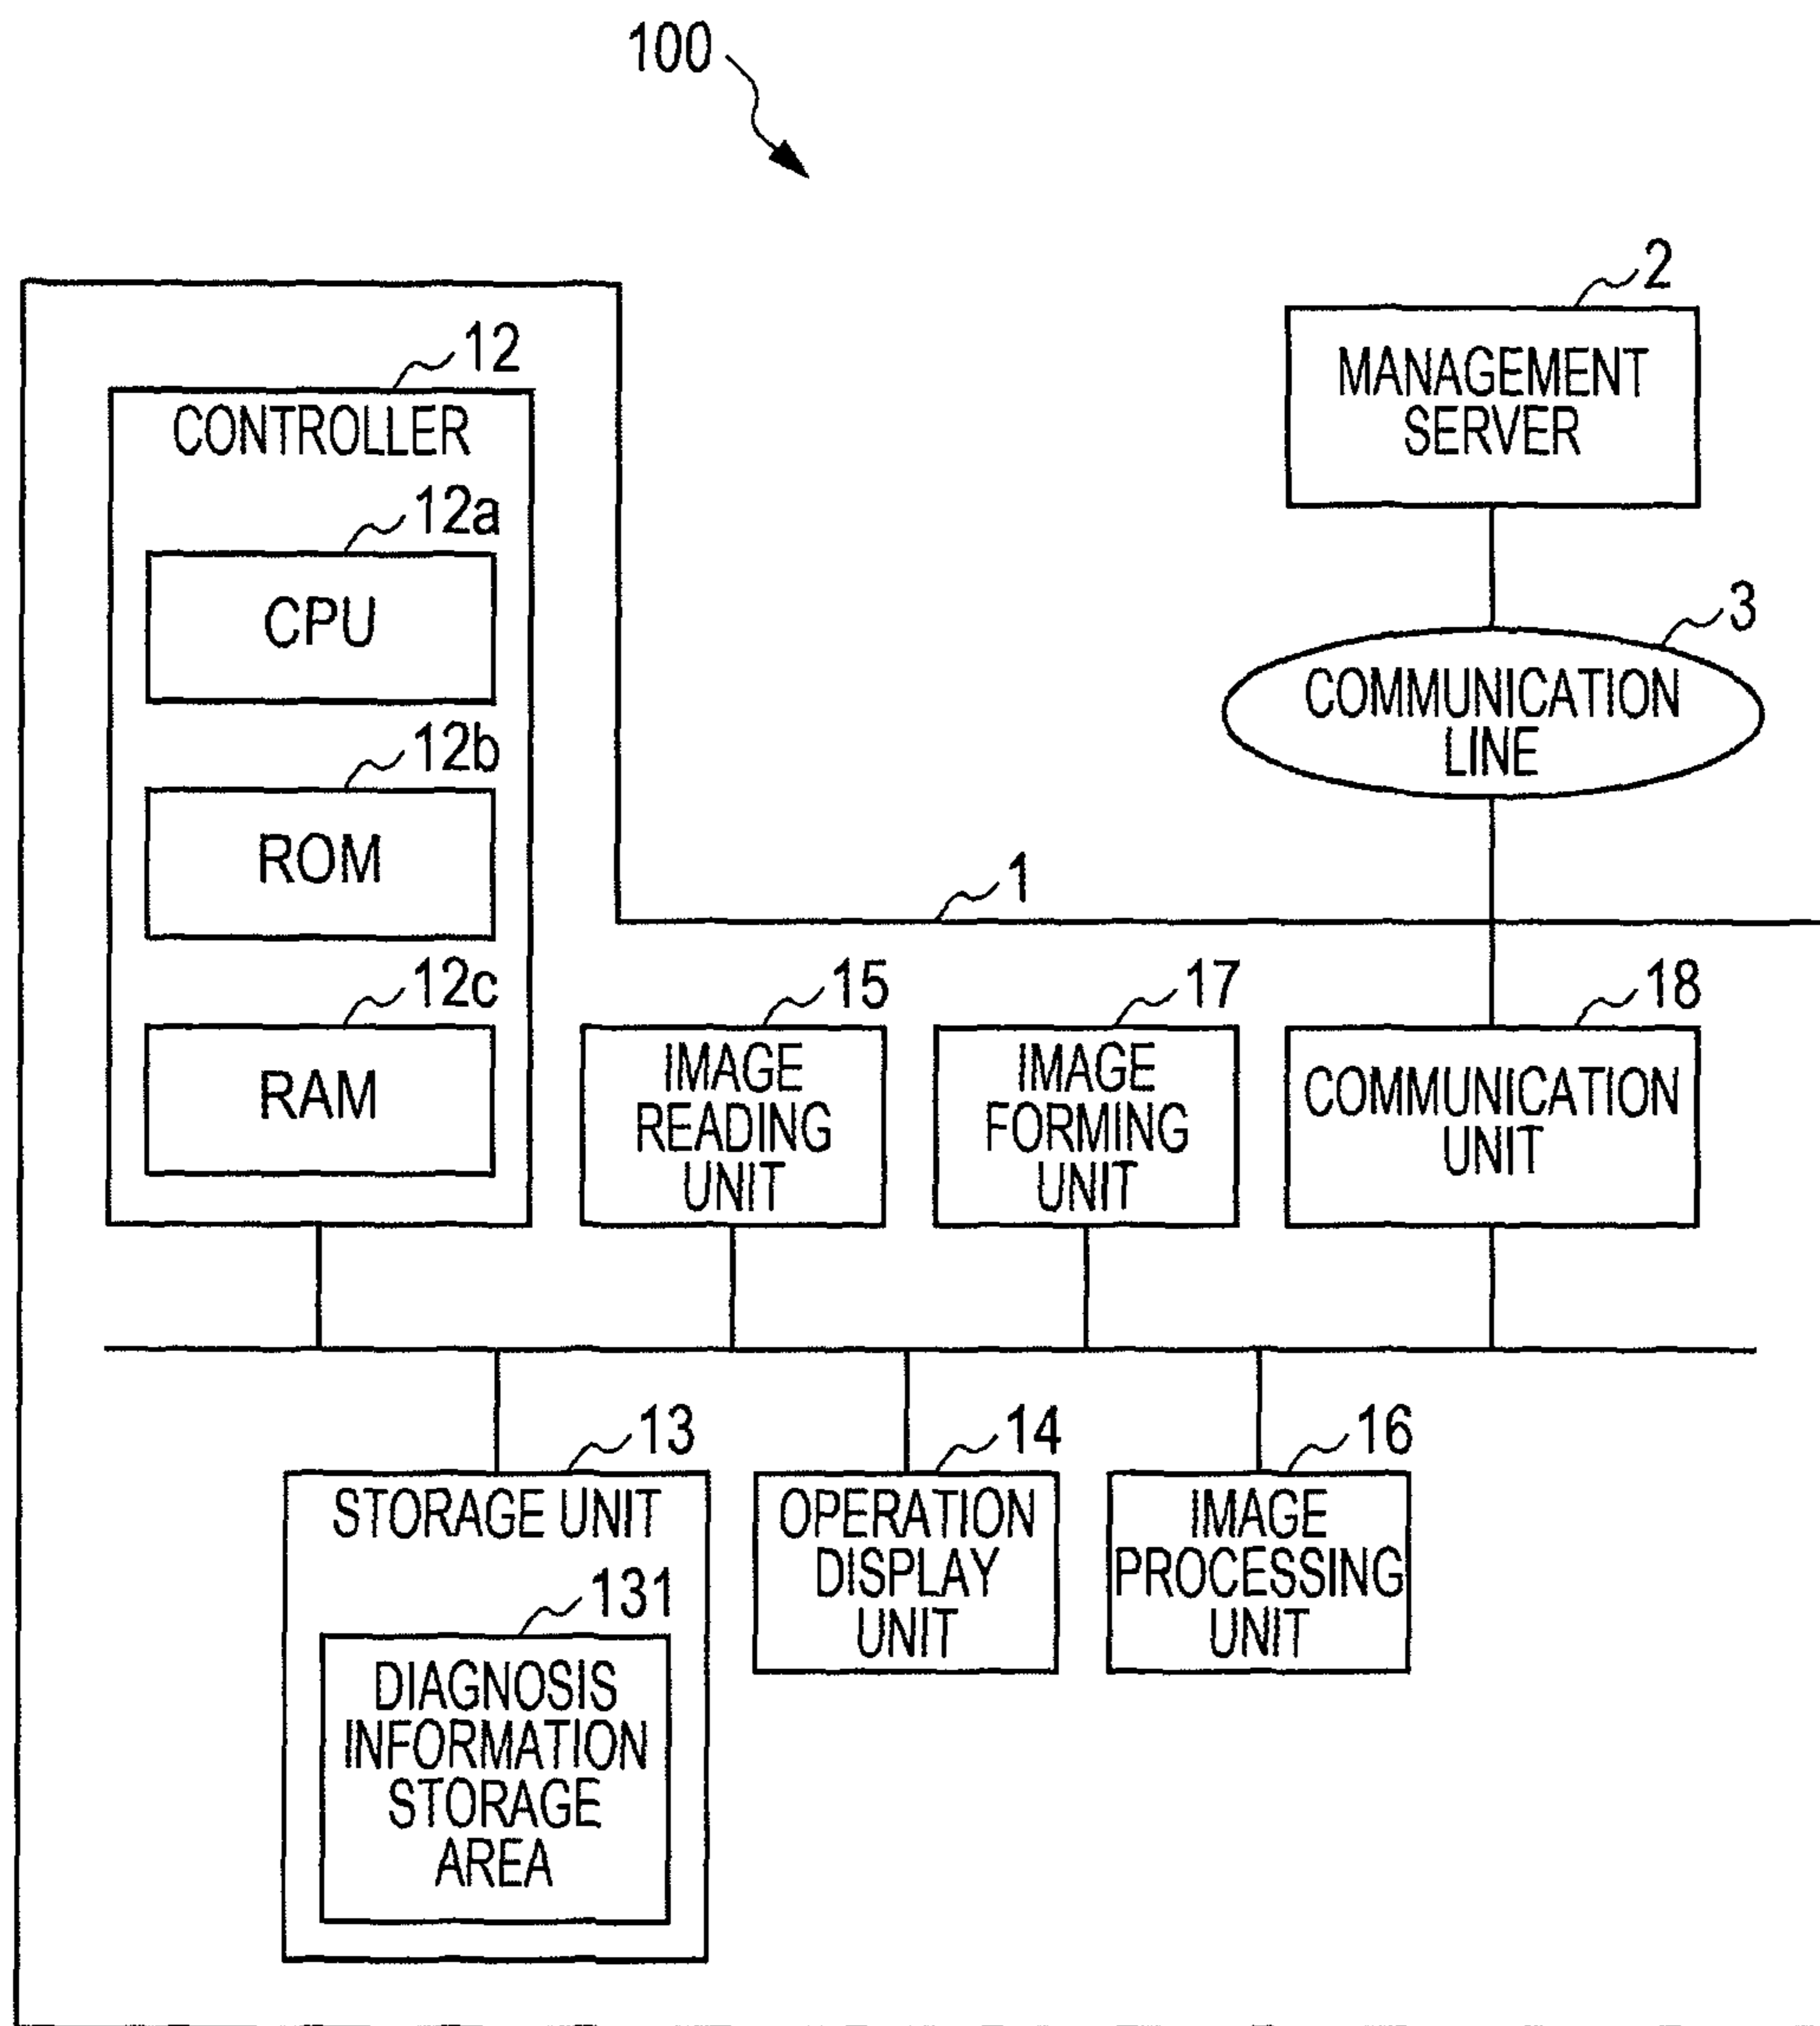 100
2
MANAGEMENT
SERVER
12
CONTROLLER
12a
CPU
12b
ROM
12c
RAM
3
COMMUNICATION
LINE
1
15
IMAGE
READING
UNIT
17
IMAGE
FORMING
UNIT
18
COMMUNICATION
UNIT
13
STORAGE UNIT
131
DIAGNOSIS
INFORMATION
STORAGE
AREA
14
OPERATION
DISPLAY
UNIT
16
IMAGE
PROCESSING
UNIT